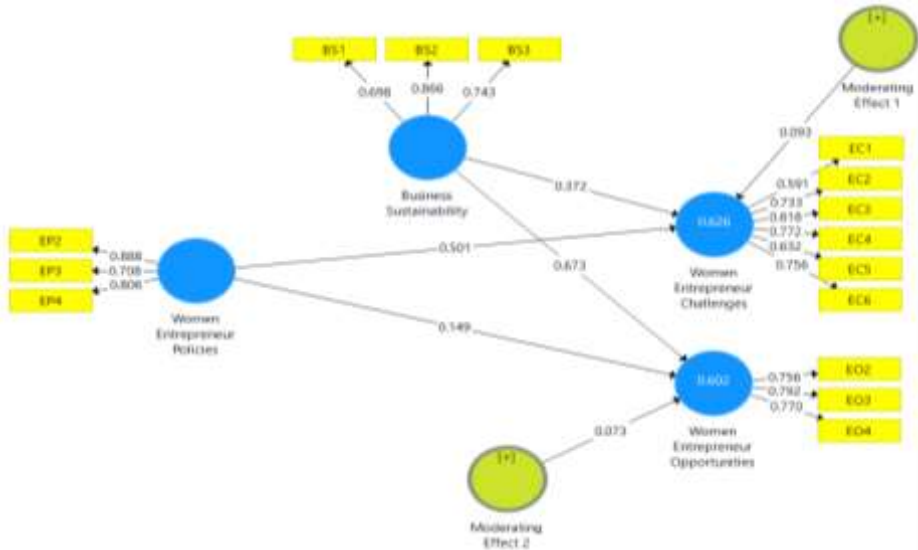 [+]
Moderating
Effect 1
BS1
BS2
BS3
0.698
0.866
0.743
0.093
Business
Sustainability
0.372
0.673
EC1
EC2
EC3
EC4
EC5
EC6
0.591
0.733
0.772
0.632
0.756
0.626
Women
Entrepreneur
Challenges
EP2
EP3
EP4
0.888
0.708
0.806
Women
Entrepreneur
Policies
0.501
0.149
0.602
Women
Entrepreneur
Opportunities
EO2
EO3
EO4
0.756
0.792
0.770
0.073
[+]
Moderating
Effect 2